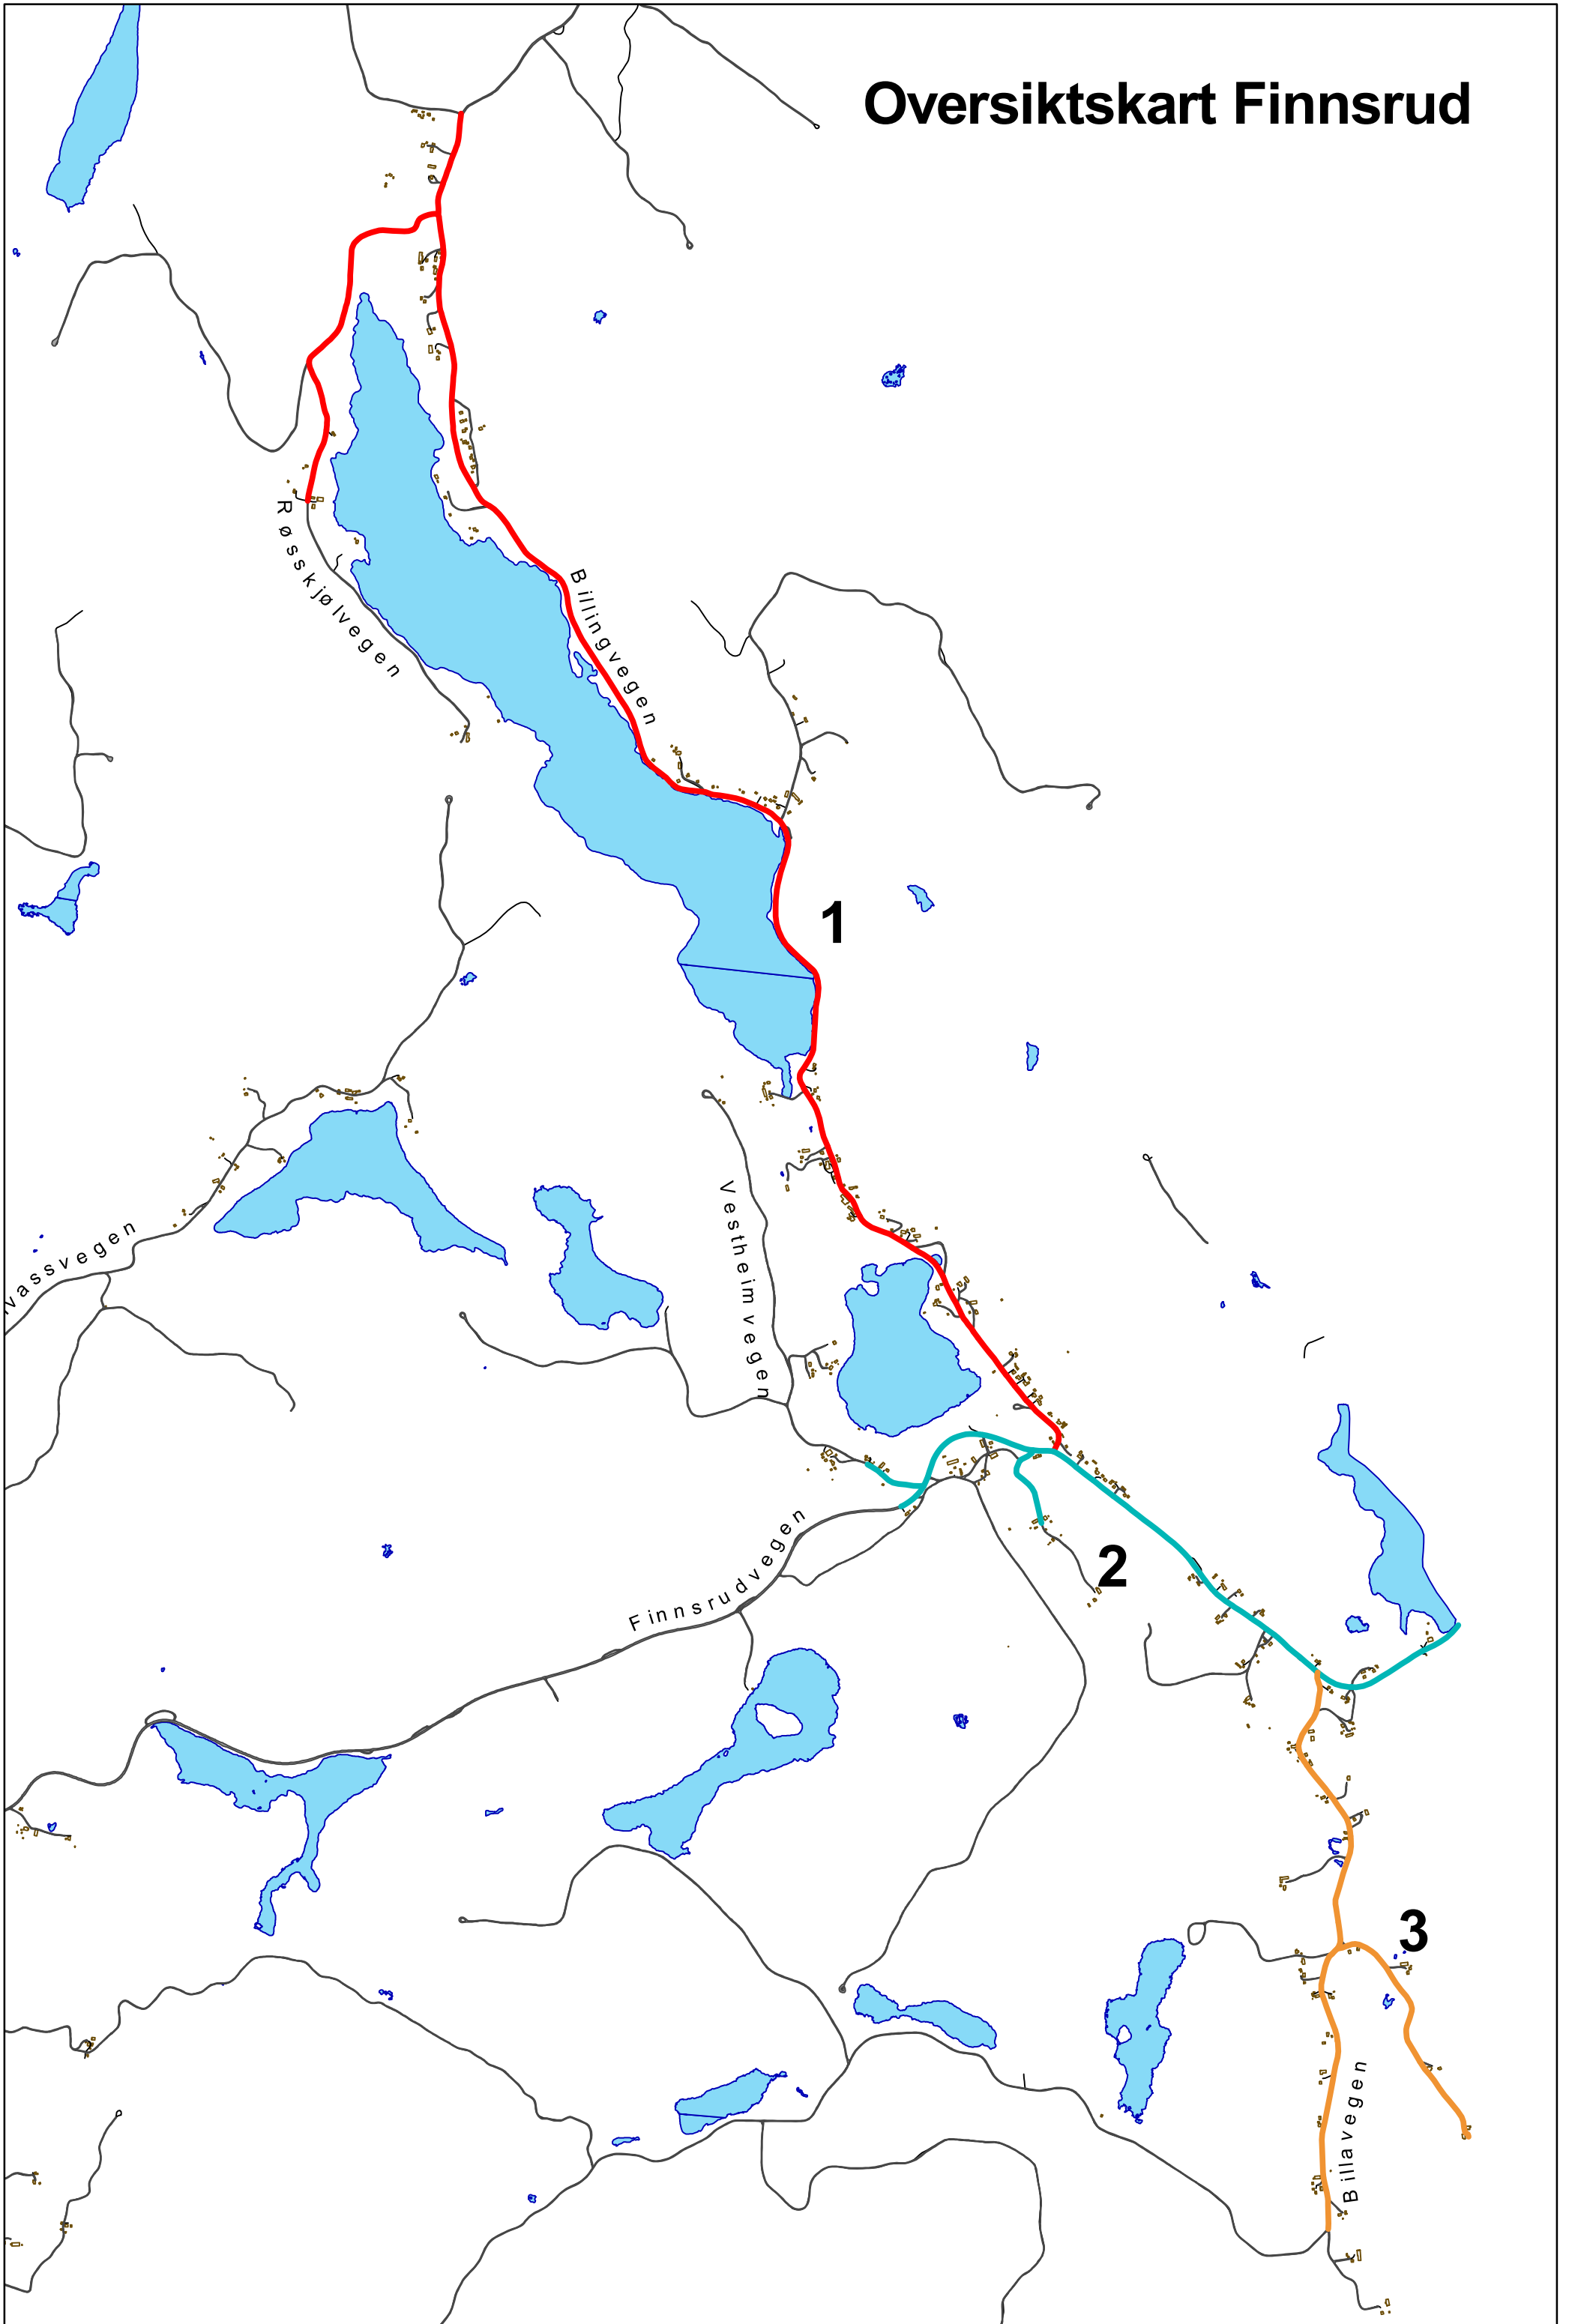 Oversiktskart Finnsrud
Røsskjølvegen
Billingvegen
1
Vestheimvegen
vassvegen
Finnsrudvegen
2
3
Billavegen